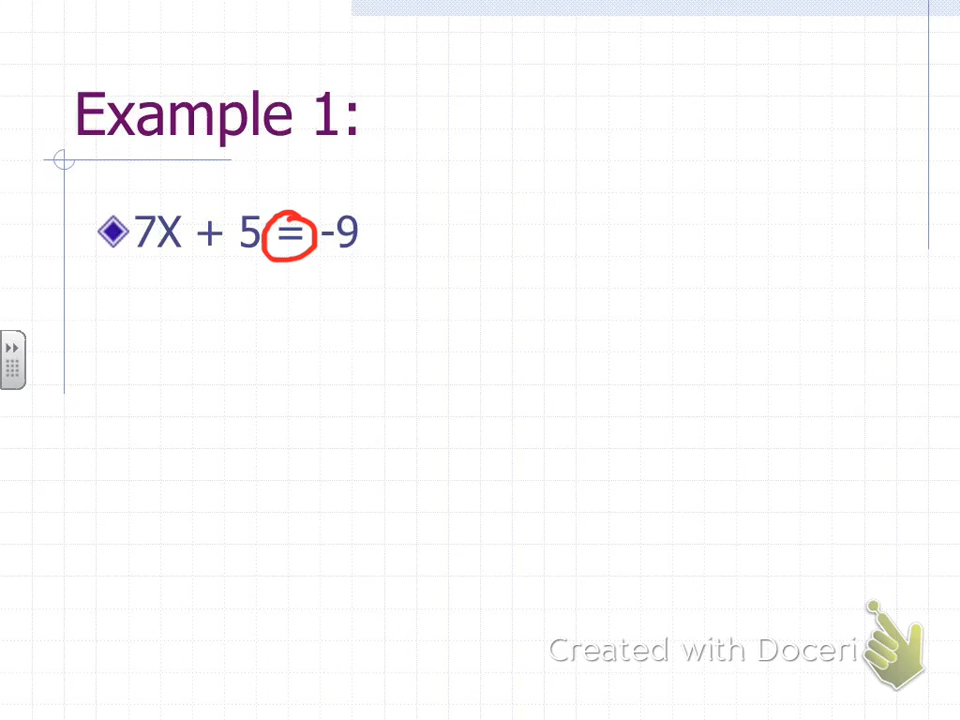 Example 1:
7X + 5 = -9
Created with Doceri